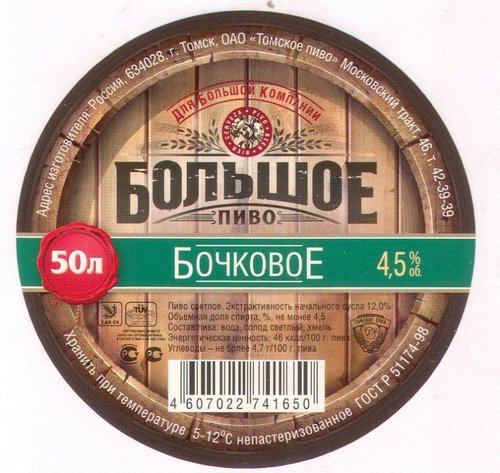 Адрес изготовителя: Россия, 634028, г. Томск, ОАО «Томское пиво» Московский тракт 46, т. 42-39-39
Для Большой Компании
БОЛЬШОЕ
ПИВО
50л
БОЧКОВОЕ
4,5 % об.
Пиво светлое. Экстрактивность начального сусла 12,0%
Объемная доля спирта, %, не менее 4,5
Состав пива: вода, солод светлый, хмель
Энергетическая ценность: 46 ккал/100 г. пива
Углеводы – не более 4,7 г/100 г. пива
TÜV
4 607022 741650
Хранить при температуре 5-12°С непастеризованное ГОСТ Р 51174-98